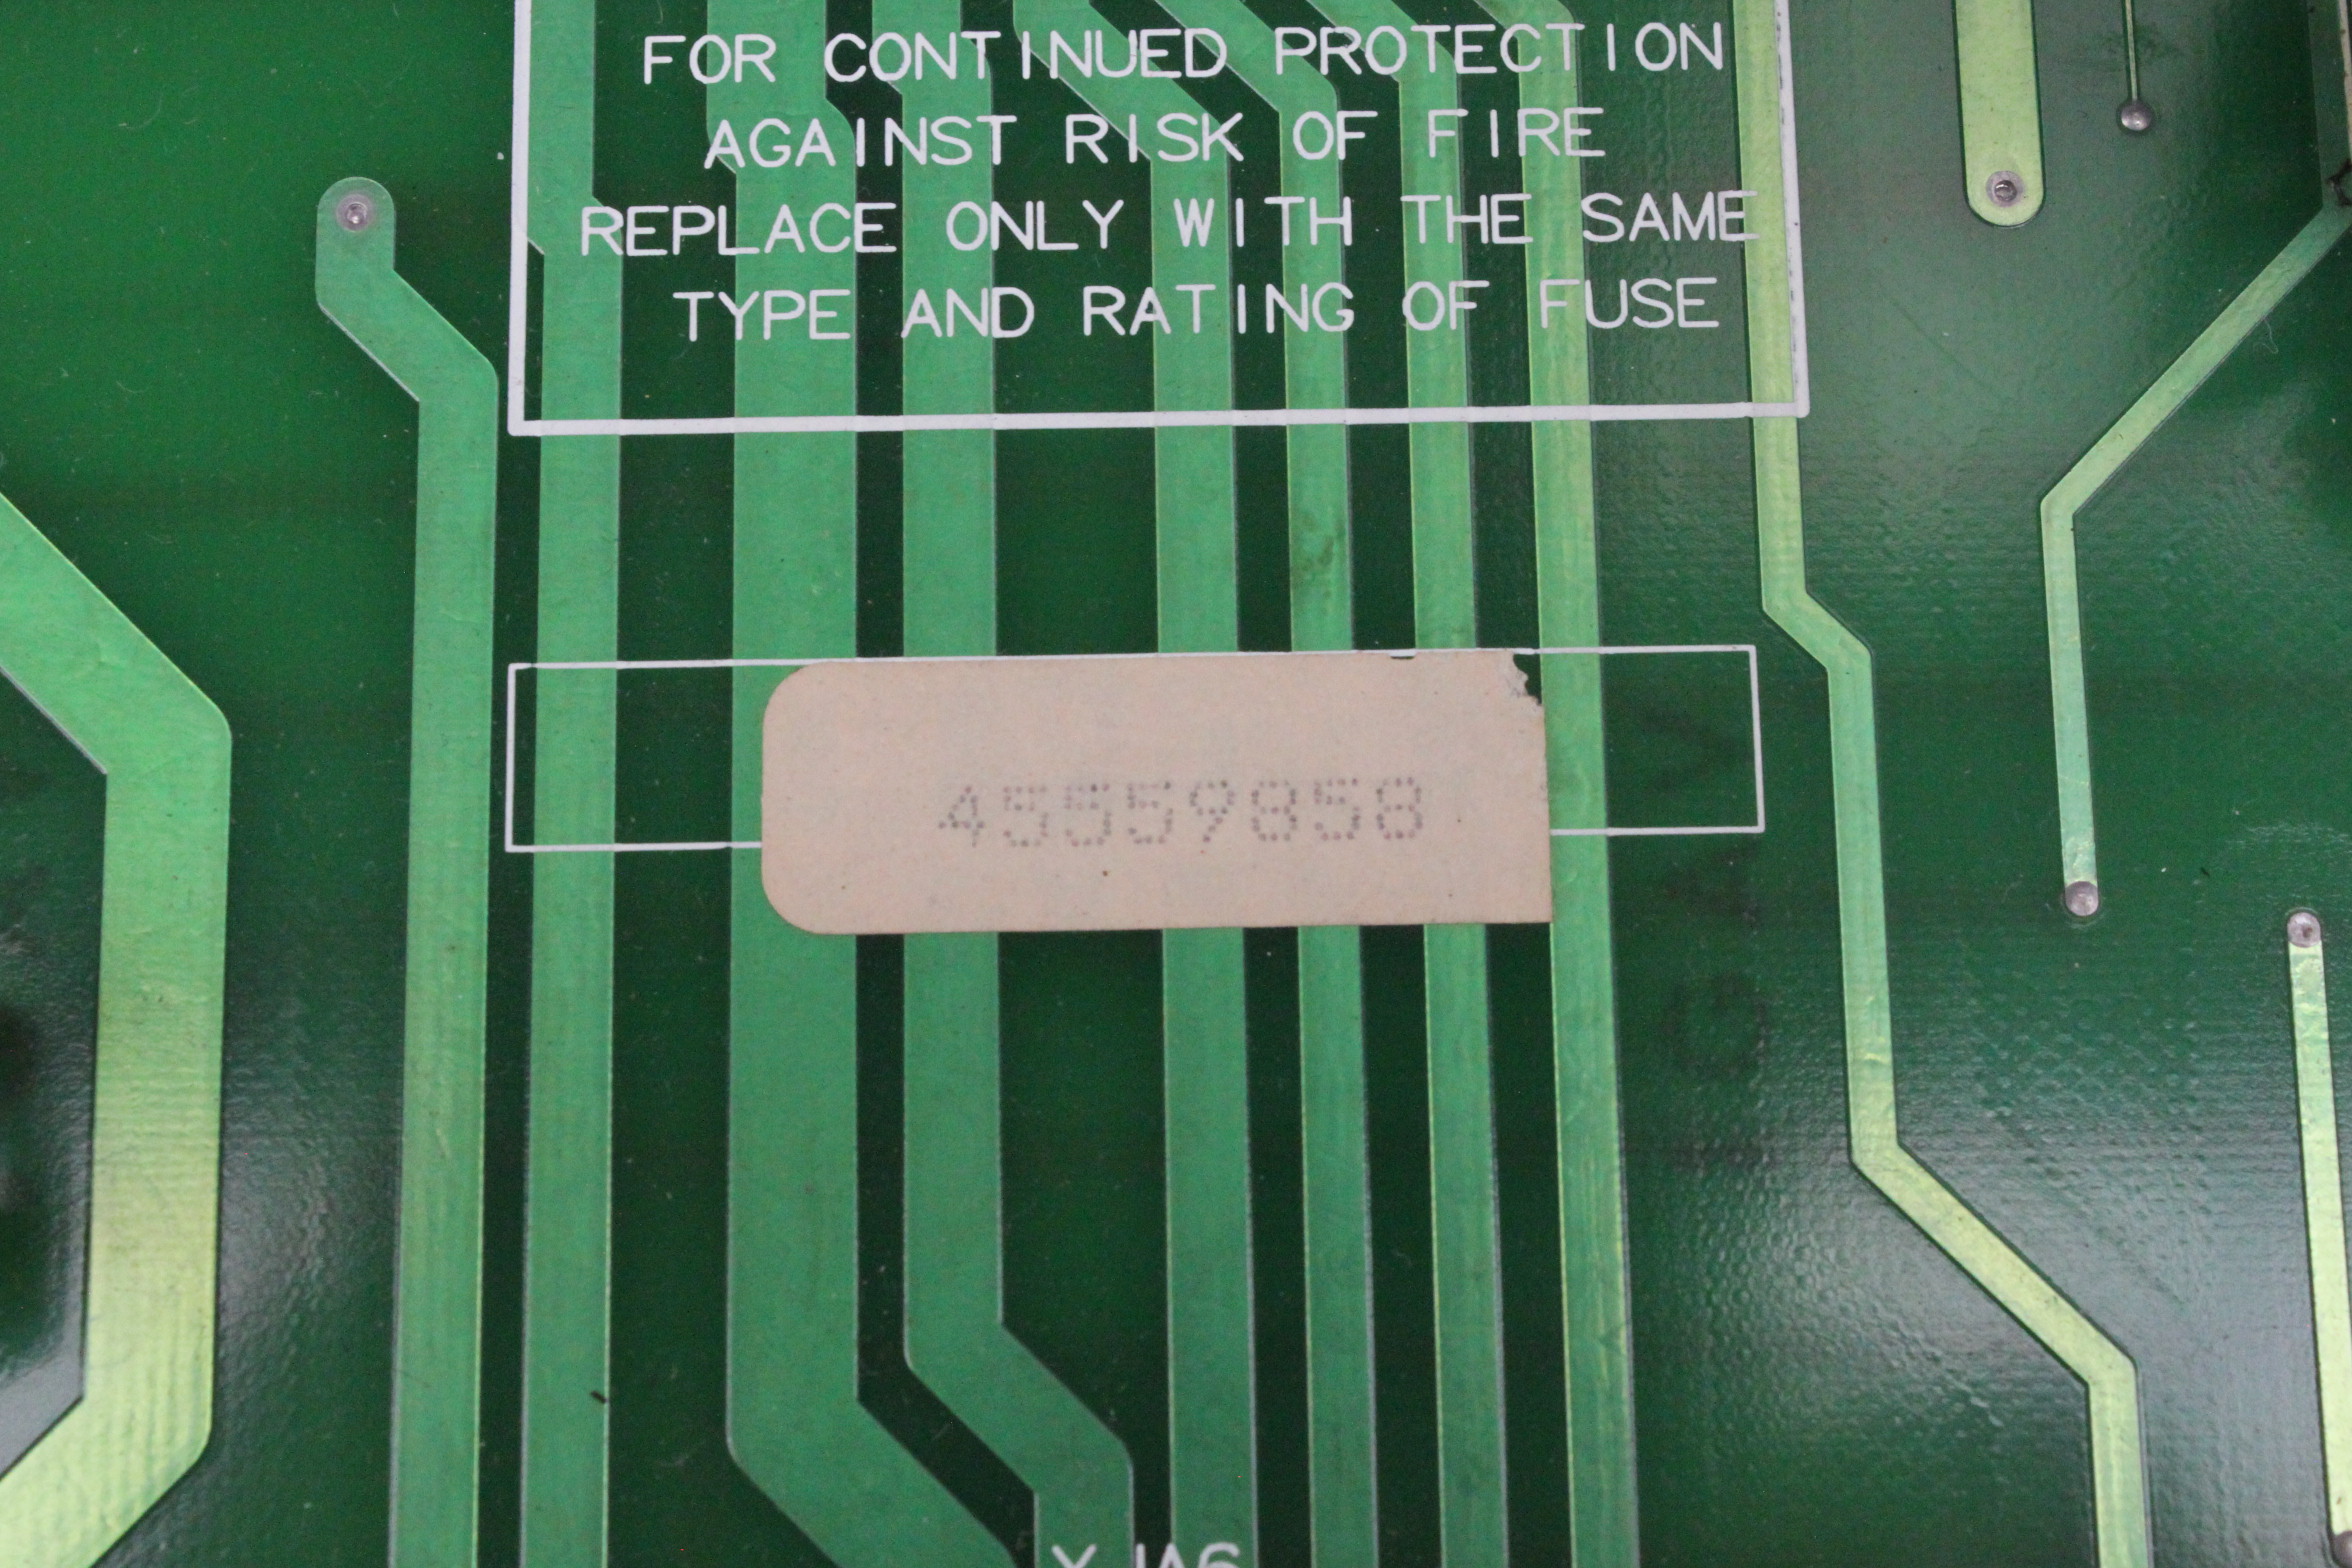 FOR CONTINUED PROTECTION
AGAINST RISK OF FIRE
REPLACE ONLY WITH THE SAME
TYPE AND RATING OF FUSE
45559858